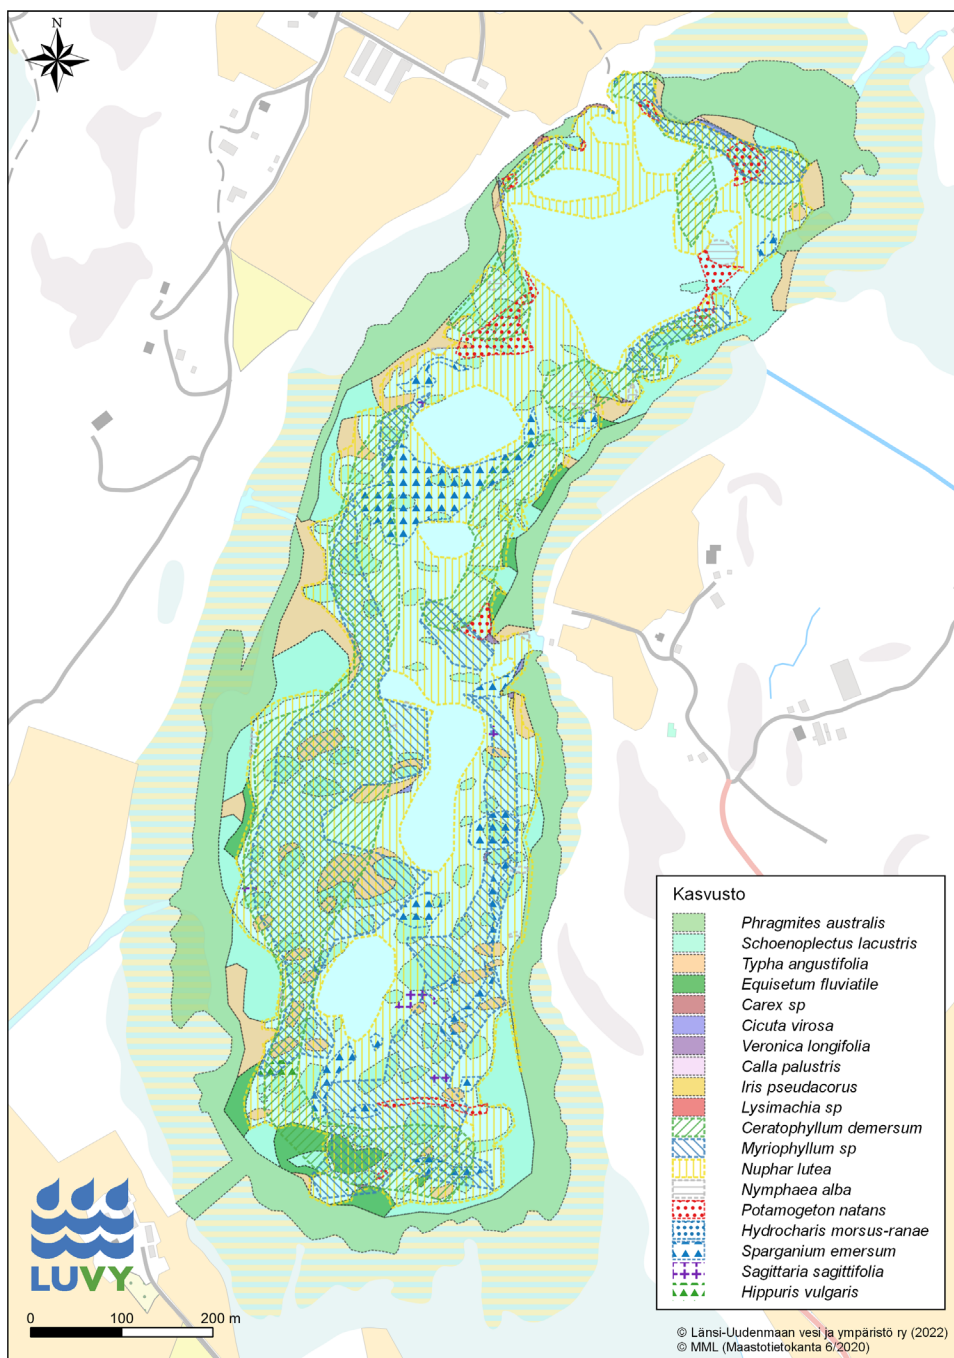 N
Kasvusto
Phragmites australis
Schoenoplectus lacustris
Typha angustifolia
Equisetum fluviatile
Carex sp
Cicuta virosa
Veronica longifolia
Calla palustris
Iris pseudacorus
Lysimachia sp
Ceratophyllum demersum
Myriophyllum sp
Nuphar lutea
Nymphaea alba
Potamogeton natans
Hydrocharis morsus-ranae
Sparganium emersum
Sagittaria sagittifolia
Hippuris vulgaris
LUVY
0 100 200 m
© Länsi-Uudenmaan vesi ja ympäristö ry (2022)
© MML (Maastotietokanta 6/2020)